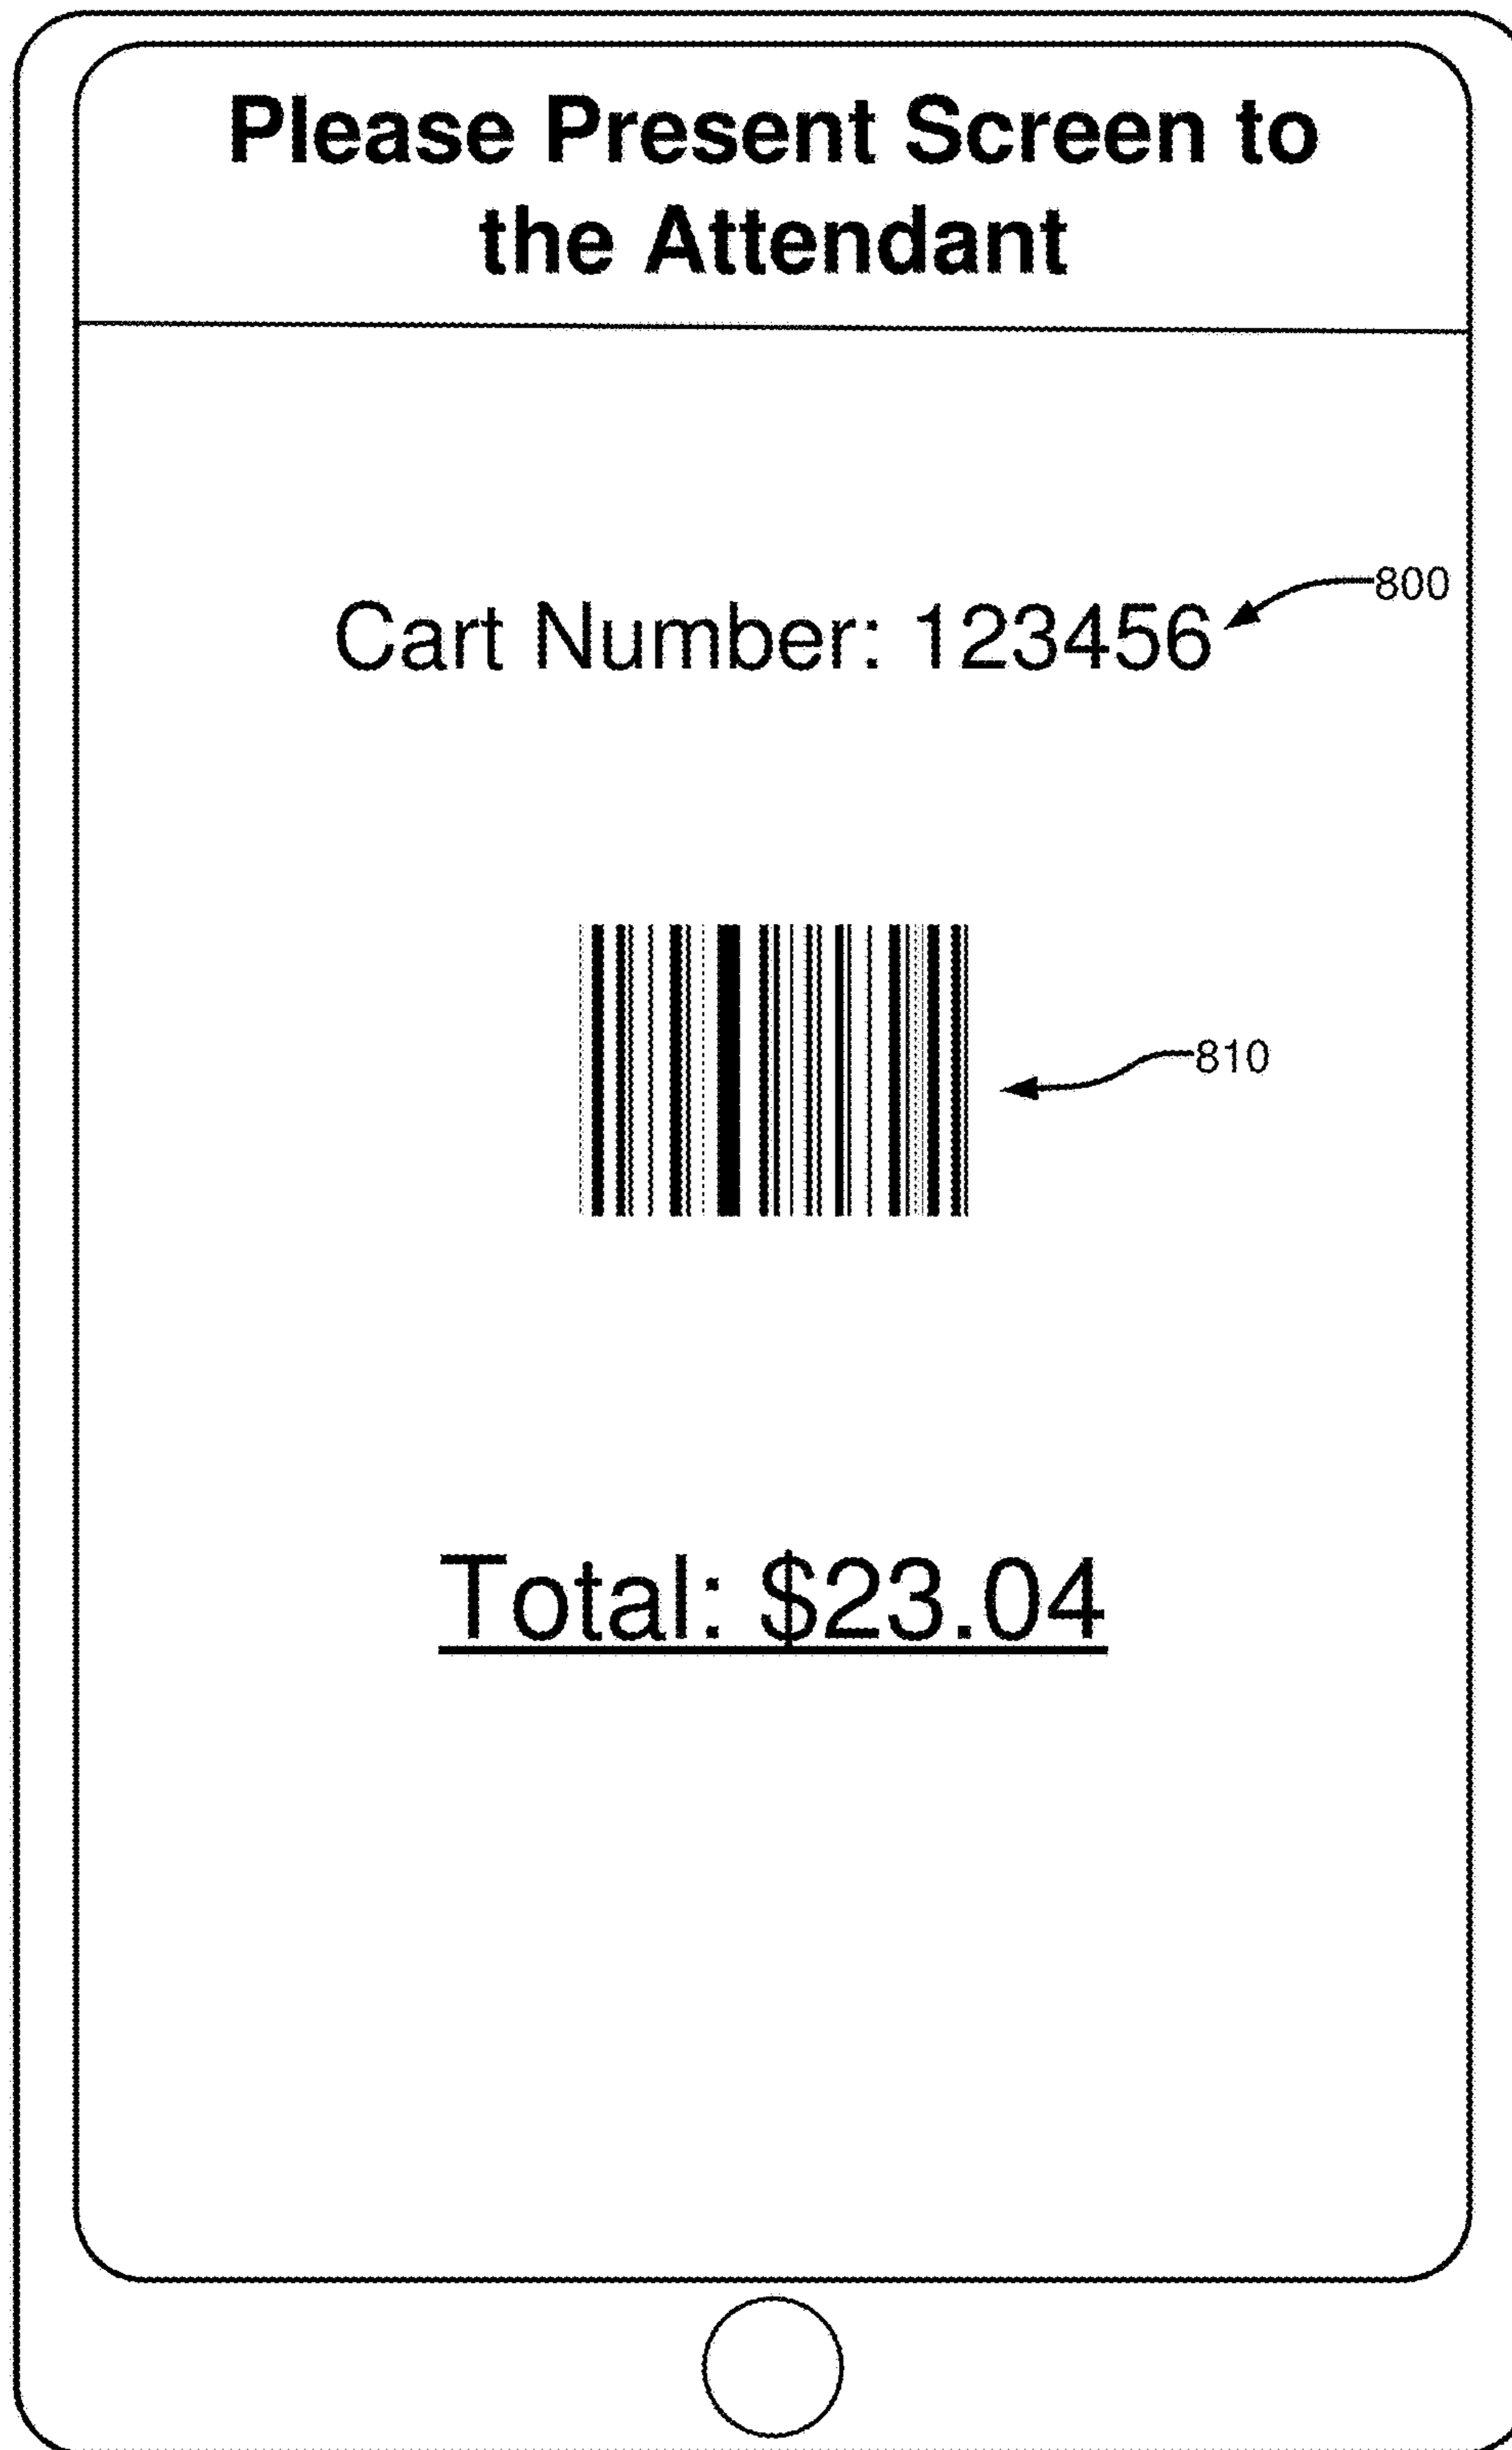 Please Present Screen to
the Attendant
800
Cart Number: 123456
810
Total: $23.04